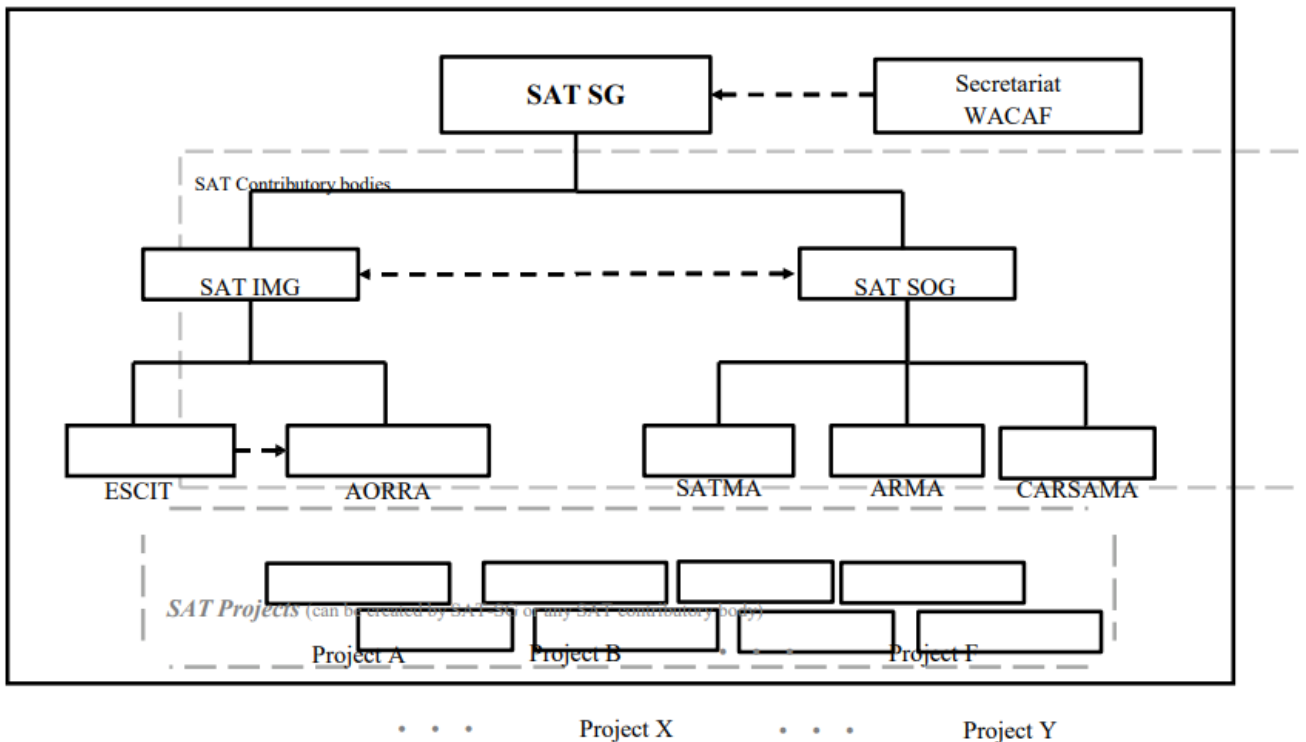 SAT SG
Secretariat
WACAF
SAT Contributory bodies
SAT IMG
SAT SOG
ESCIT
AORRA
SATMA
ARMA
CARSAMA
SAT Projects (can be created by SAT-SG or any SAT contributory body)
Project A
Project B
. . .
Project F
. . .
Project X
. . .
Project Y